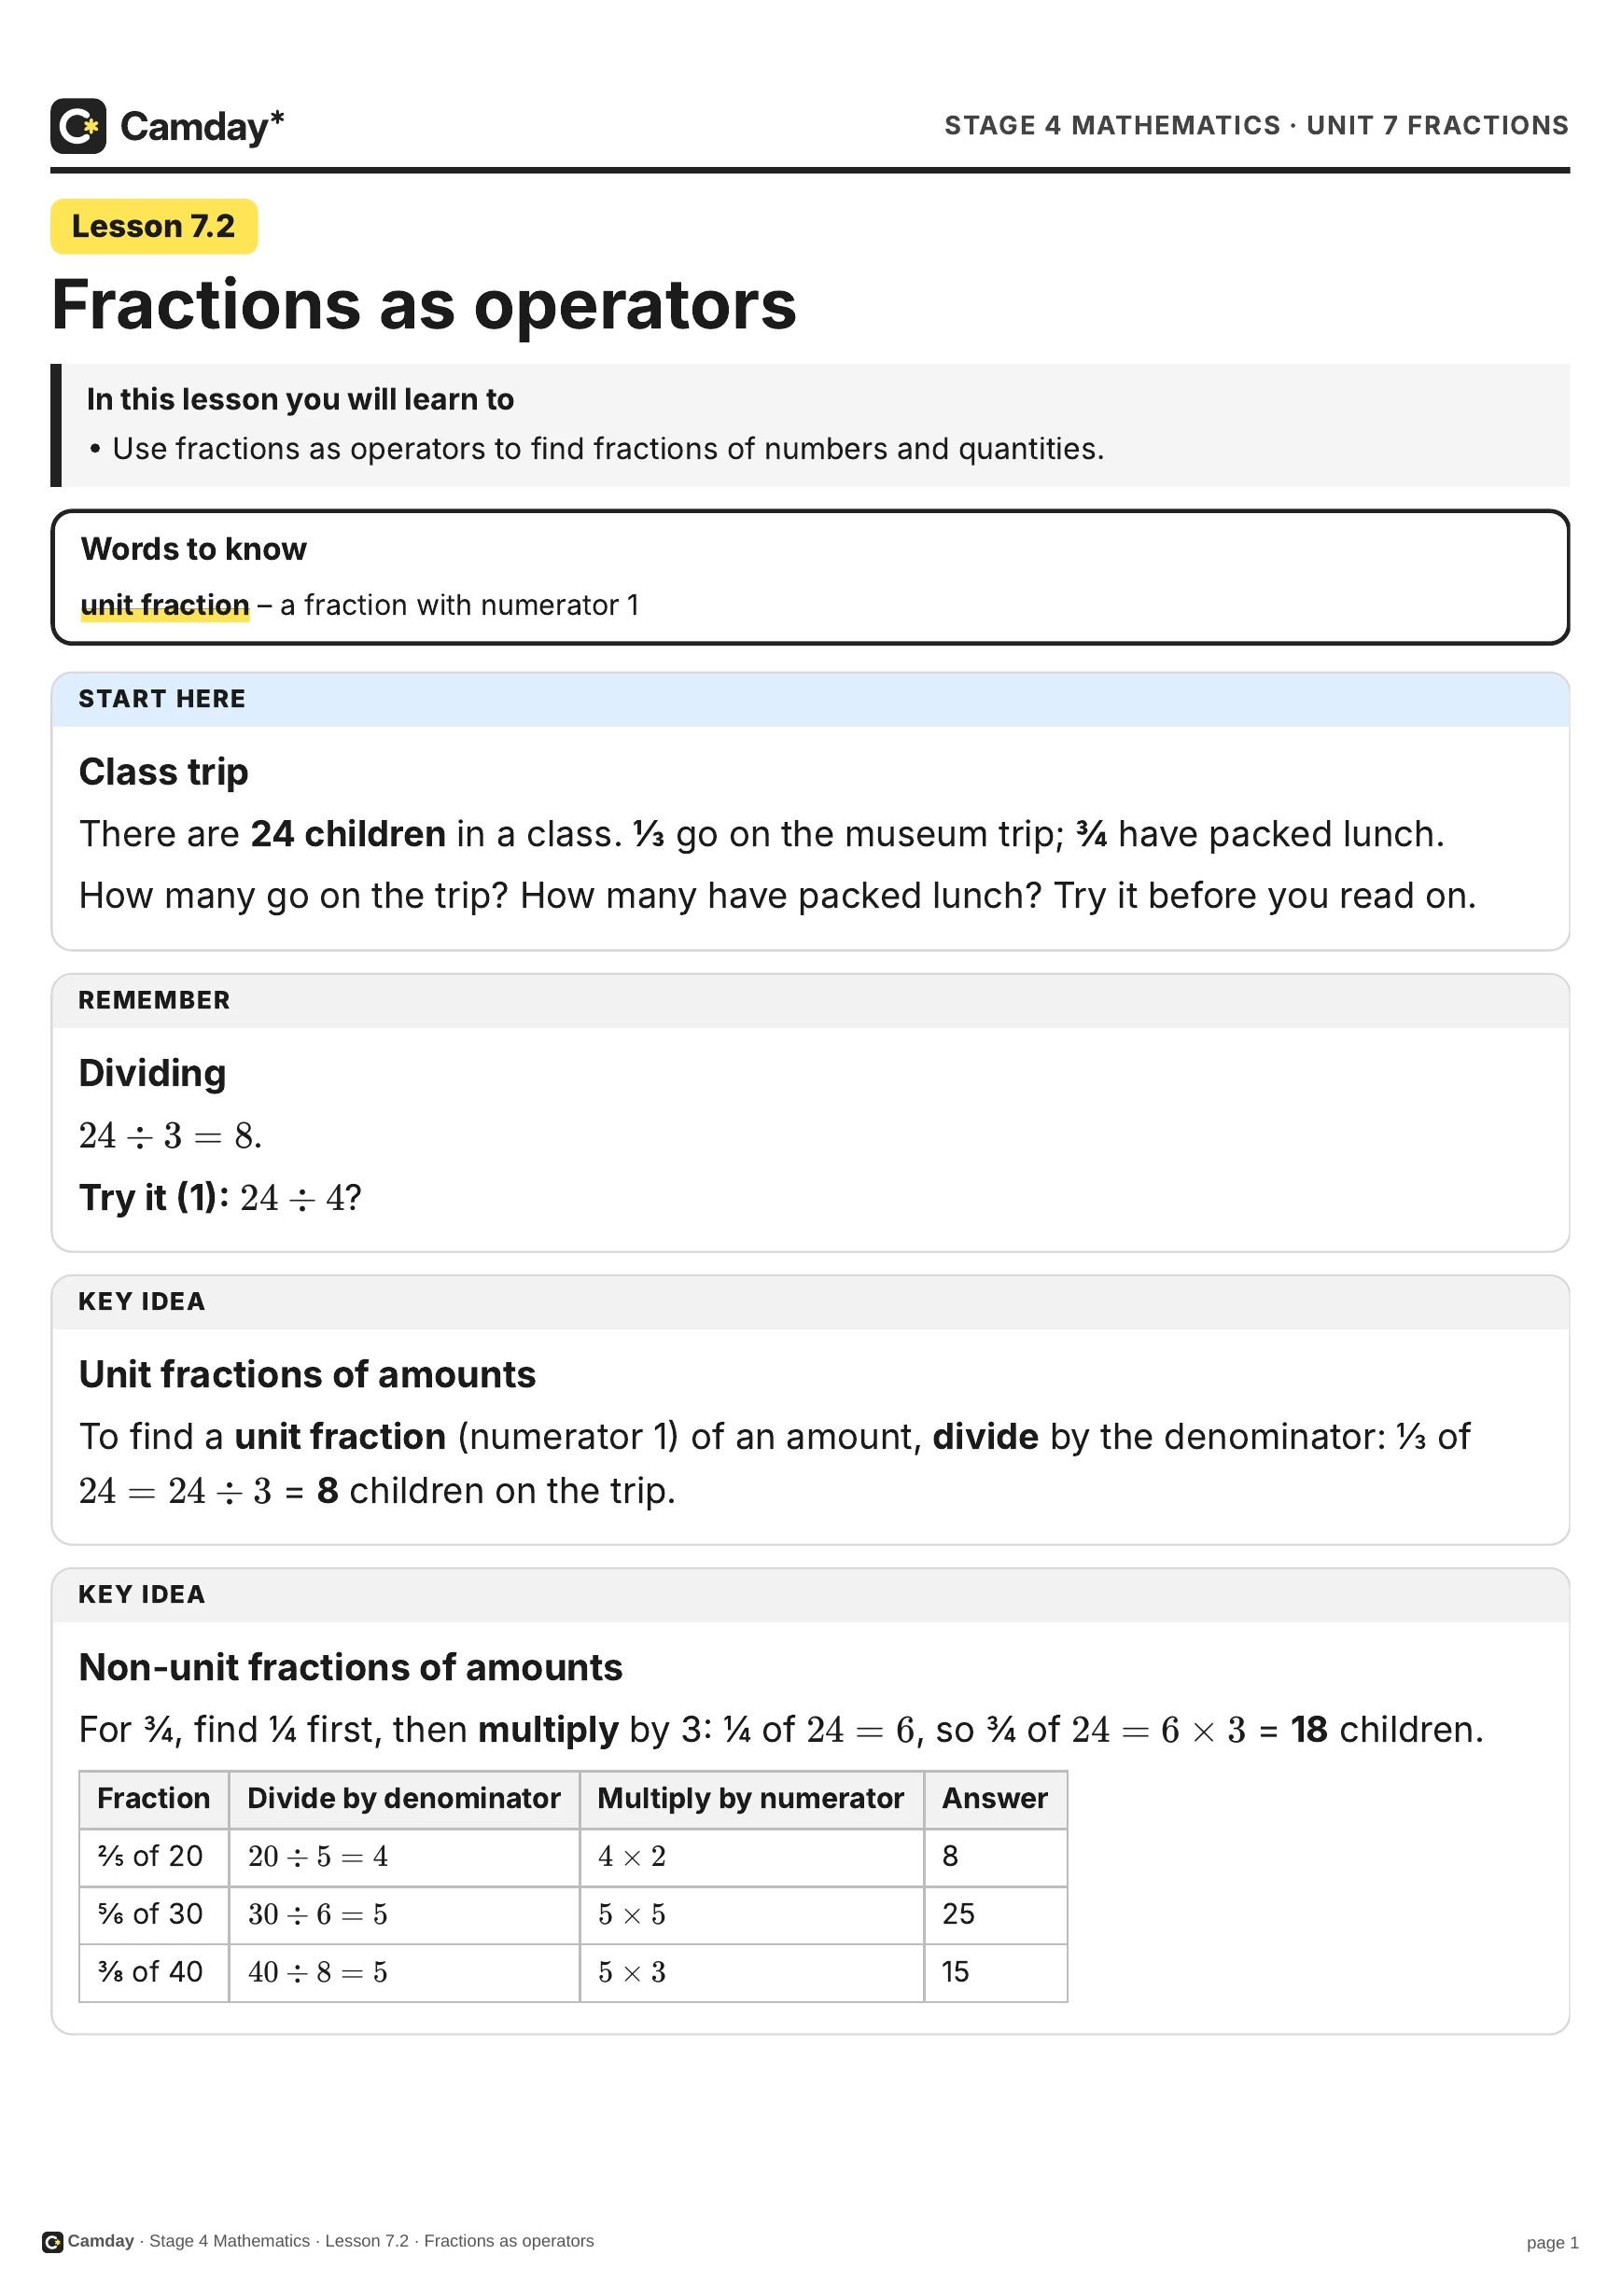 Camday*
STAGE 4 MATHEMATICS · UNIT 7 FRACTIONS
Lesson 7.2
Fractions as operators
In this lesson you will learn to
• Use fractions as operators to find fractions of numbers and quantities.
Words to know
unit fraction – a fraction with numerator 1
START HERE
Class trip
There are 24 children in a class. ⅓ go on the museum trip; ¾ have packed lunch.
How many go on the trip? How many have packed lunch? Try it before you read on.
REMEMBER
Dividing
24 ÷ 3 = 8.
Try it (1): 24 ÷ 4?
KEY IDEA
Unit fractions of amounts
To find a unit fraction (numerator 1) of an amount, divide by the denominator: ⅓ of
24 = 24 ÷ 3 = 8 children on the trip.
KEY IDEA
Non-unit fractions of amounts
For ¾, find ¼ first, then multiply by 3: ¼ of 24 = 6, so ¾ of 24 = 6 × 3 = 18 children.
Fraction Divide by denominator Multiply by numerator Answer
⅖ of 20 20 ÷ 5 = 4 4 × 2 8
⅚ of 30 30 ÷ 6 = 5 5 × 5 25
⅜ of 40 40 ÷ 8 = 5 5 × 3 15
Camday · Stage 4 Mathematics · Lesson 7.2 · Fractions as operators
page 1